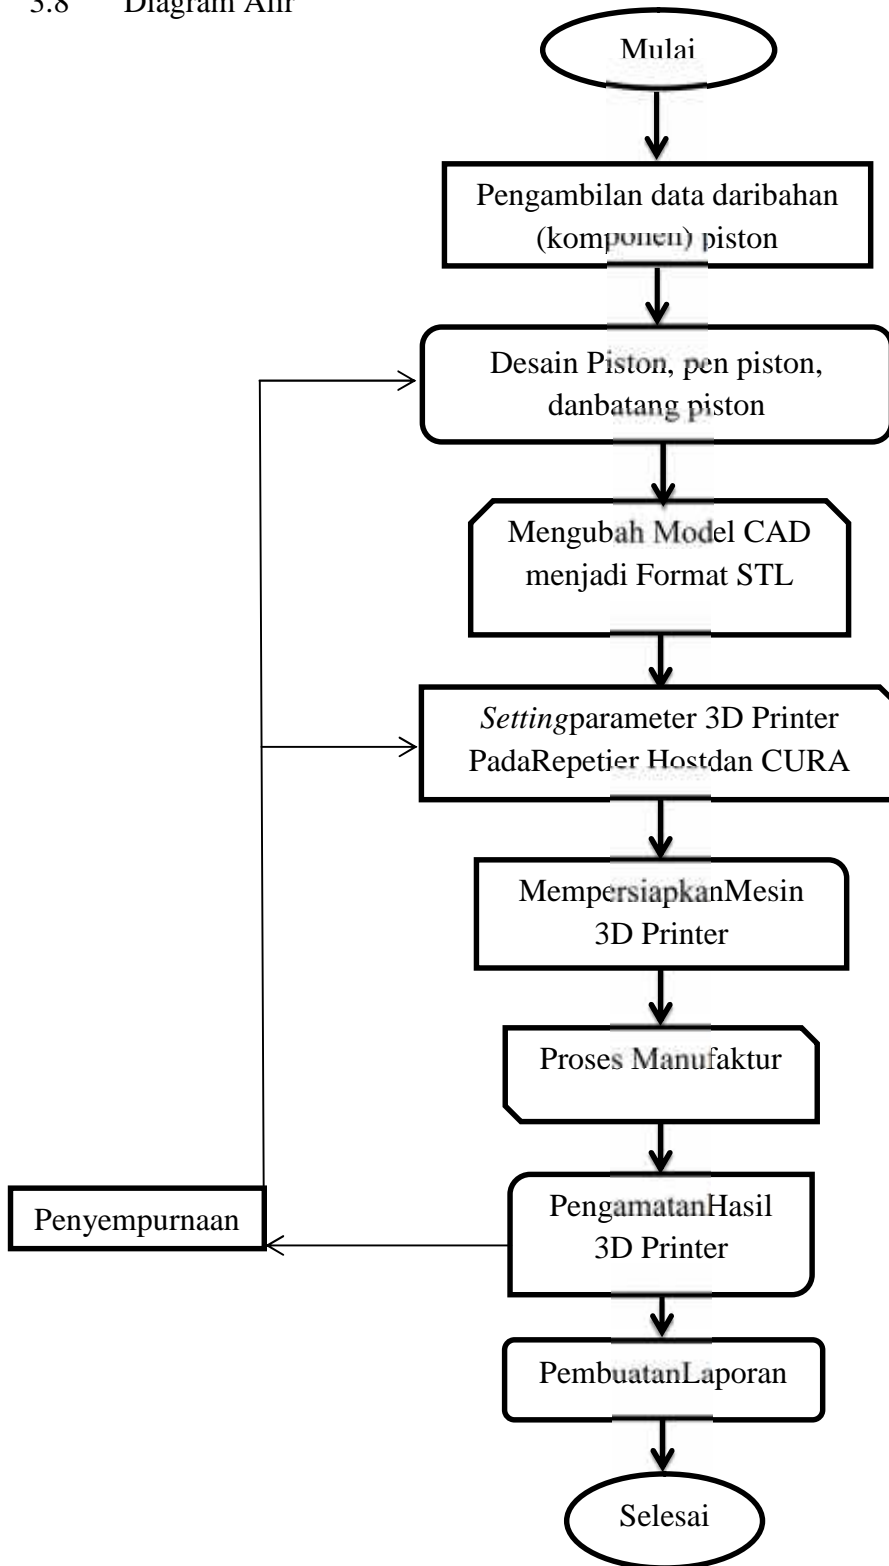 3.8 Diagram Alir
Mulai
Pengambilan data daribahan
(komponen) piston
Desain Piston, pen piston,
danbatang piston
Mengubah Model CAD
menjadi Format STL
Settingparameter 3D Printer
PadaRepetier Hostdan CURA
MempersiapkanMesin
3D Printer
Proses Manufaktur
PengamatanHasil
3D Printer
Penyempurnaan
PembuatanLaporan
Selesai